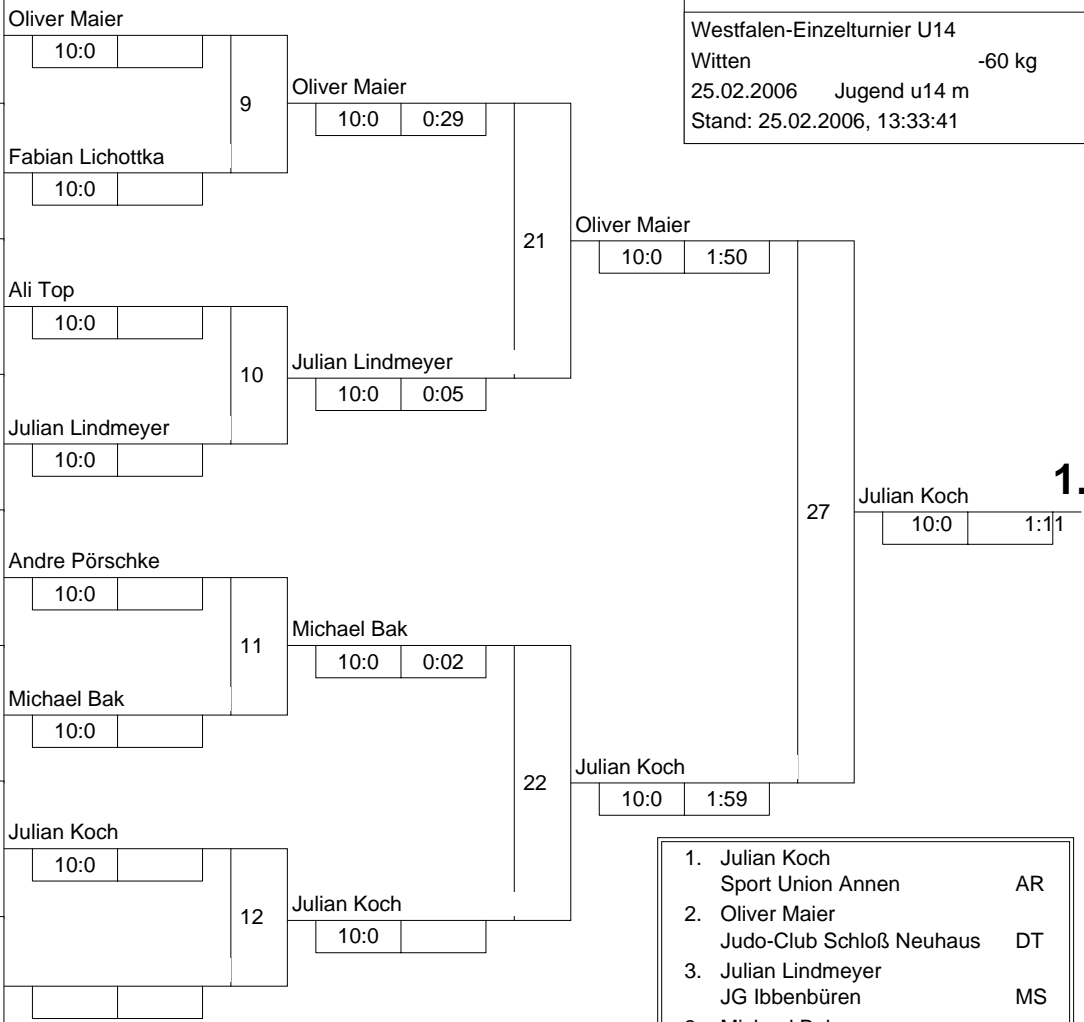 Oliver Maier
10:0
9
Fabian Lichottka
10:0
Ali Top
10:0
10
Julian Lindmeyer
10:0
Andre Pörschke
10:0
11
Michael Bak
10:0
Julian Koch
10:0
12
Oliver Maier
10:0 0:29
21
Julian Lindmeyer
10:0 0:05
Michael Bak
10:0 0:02
22
Julian Koch
10:0
Oliver Maier
10:0 1:50
27
Julian Koch
10:0 1:59
Julian Koch 1.
10:0 1:11
Westfalen-Einzelturnier U14
Witten -60 kg
25.02.2006 Jugend u14 m
Stand: 25.02.2006, 13:33:41
1. Julian Koch
Sport Union Annen AR
2. Oliver Maier
Judo-Club Schloß Neuhaus DT
3. Julian Lindmeyer
JG Ibbenbüren MS